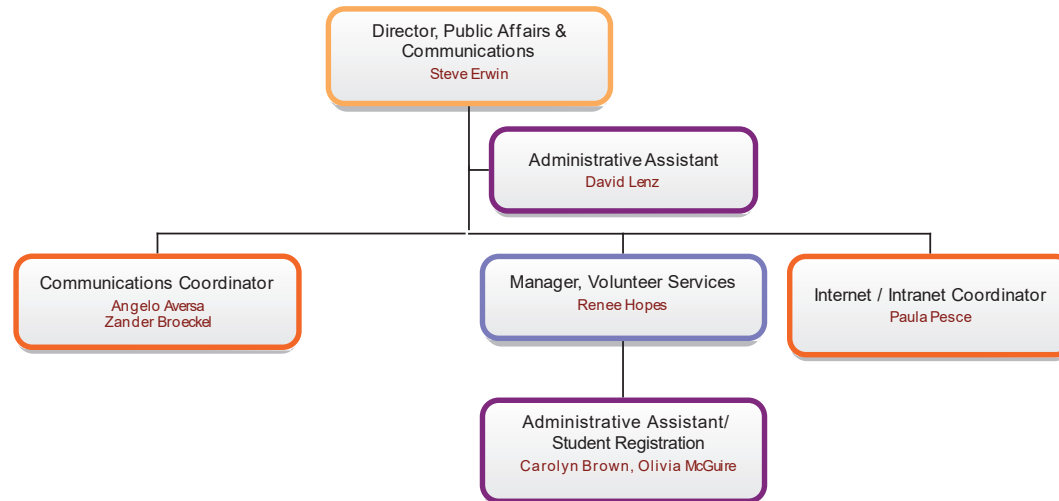 Director, Public Affairs &
Communications
Steve Erwin
Administrative Assistant
David Lenz
Communications Coordinator
Angelo Aversa
Zander Broeckel
Manager, Volunteer Services
Renee Hopes
Internet / Intranet Coordinator
Paula Pesce
Administrative Assistant/
Student Registration
Carolyn Brown, Olivia McGuire